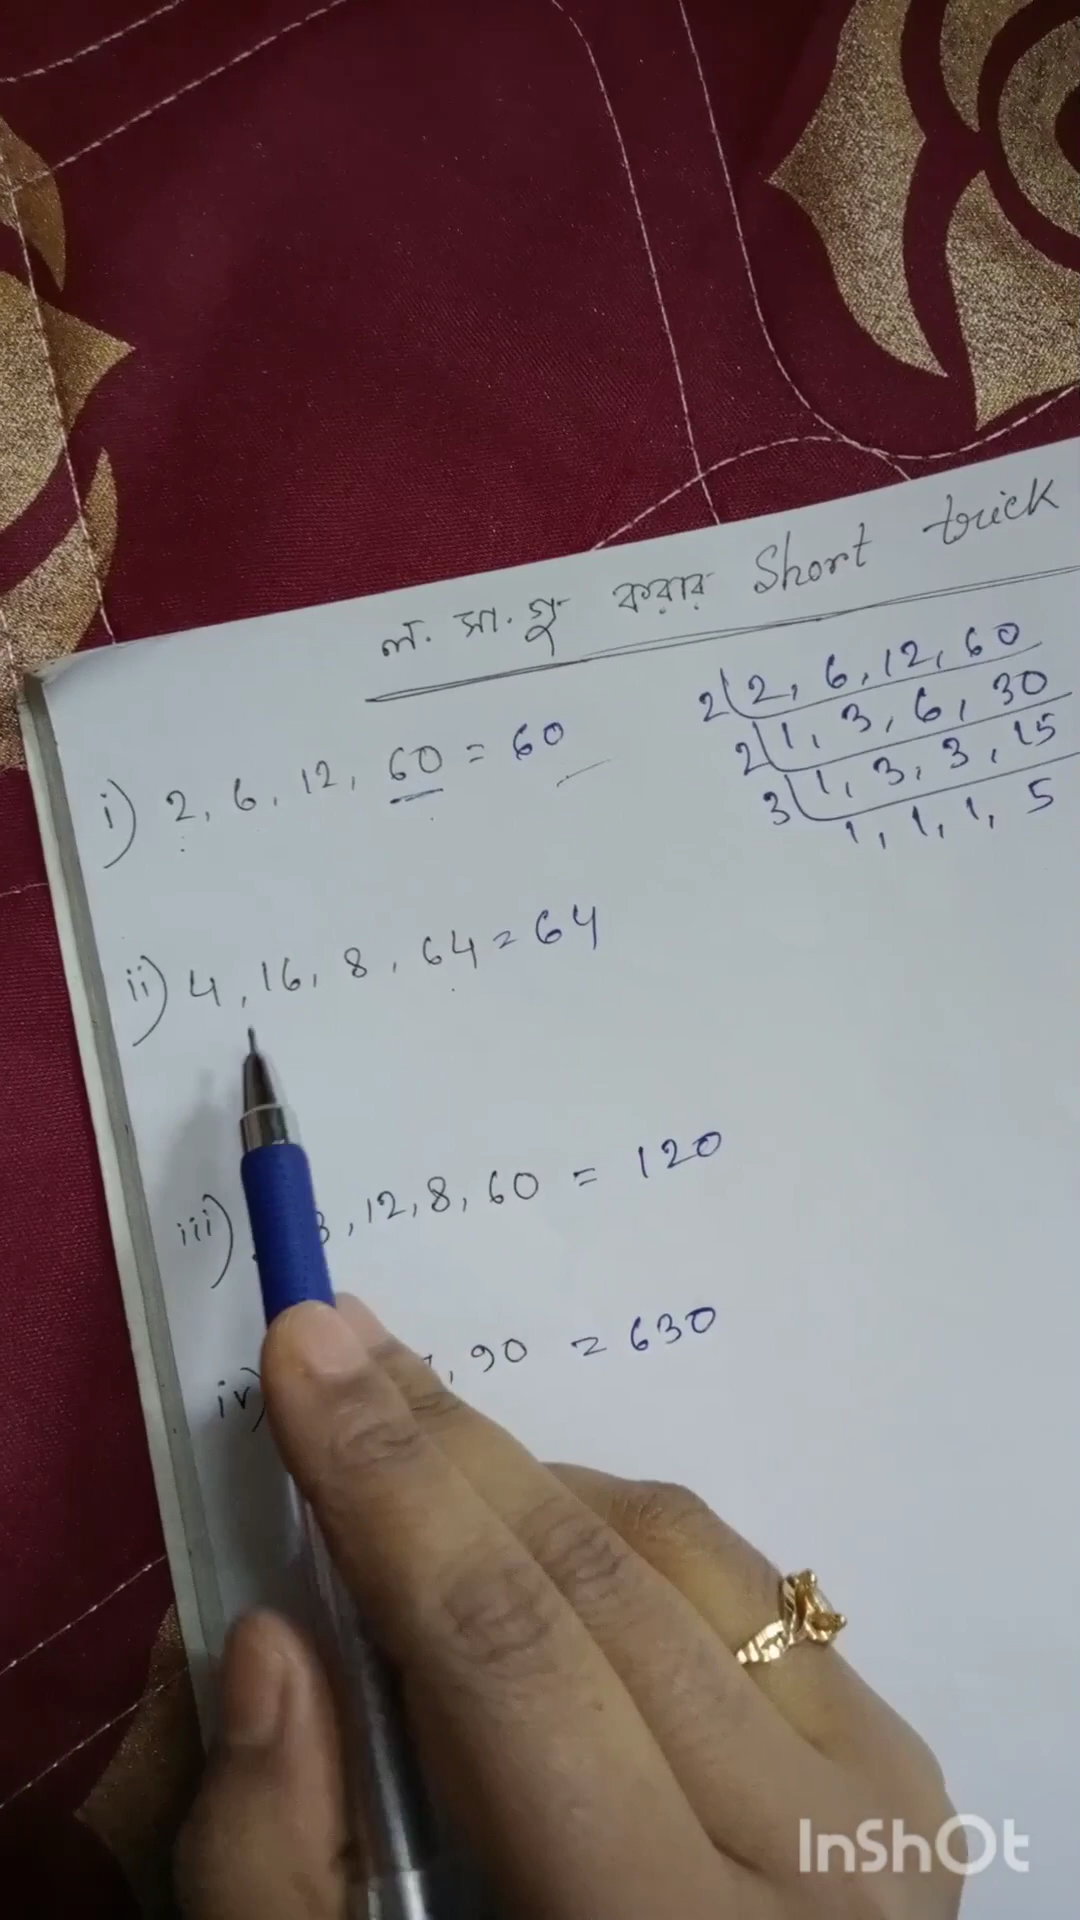 ল. সা. গু করার Short trick
i) 2, 6, 12, 60 = 60
2 2, 6, 12, 60
2 1, 3, 6, 30
3 1, 3, 3, 15
1, 1, 1, 5
ii) 4, 16, 8, 64 = 64
iii) 3, 12, 8, 60 = 120
iv) , 90 = 630
InShOt